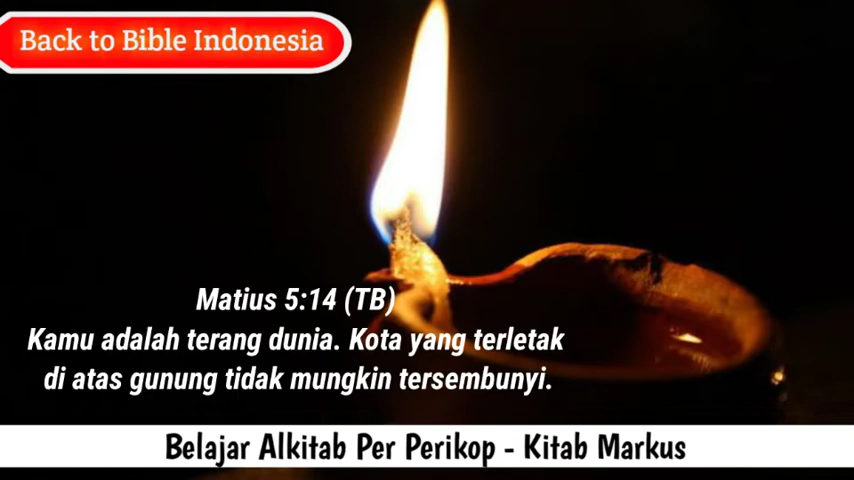 Back to Bible Indonesia
Matius 5:14 (TB)
Kamu adalah terang dunia. Kota yang terletak
di atas gunung tidak mungkin tersembunyi.
Belajar Alkitab Per Perikop - Kitab Markus